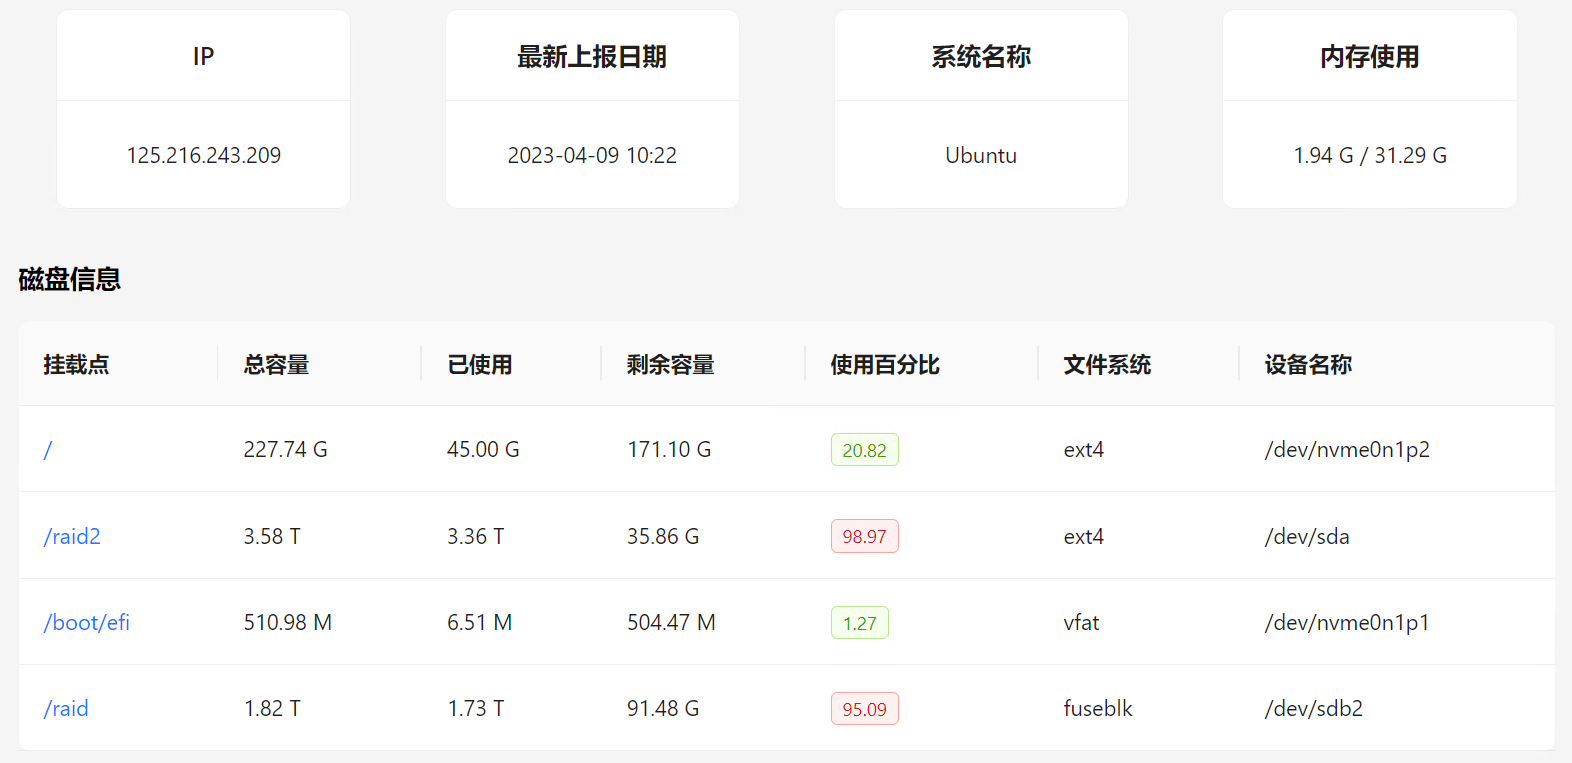 IP 最新上报日期 系统名称 内存使用
125.216.243.209 2023-04-09 10:22 Ubuntu 1.94 G / 31.29 G
磁盘信息
挂载点 总容量 已使用 剩余容量 使用百分比 文件系统 设备名称
/ 227.74 G 45.00 G 171.10 G 20.82 ext4 /dev/nvme0n1p2
/raid2 3.58 T 3.36 T 35.86 G 98.97 ext4 /dev/sda
/boot/efi 510.98 M 6.51 M 504.47 M 1.27 vfat /dev/nvme0n1p1
/raid 1.82 T 1.73 T 91.48 G 95.09 fuseblk /dev/sdb2